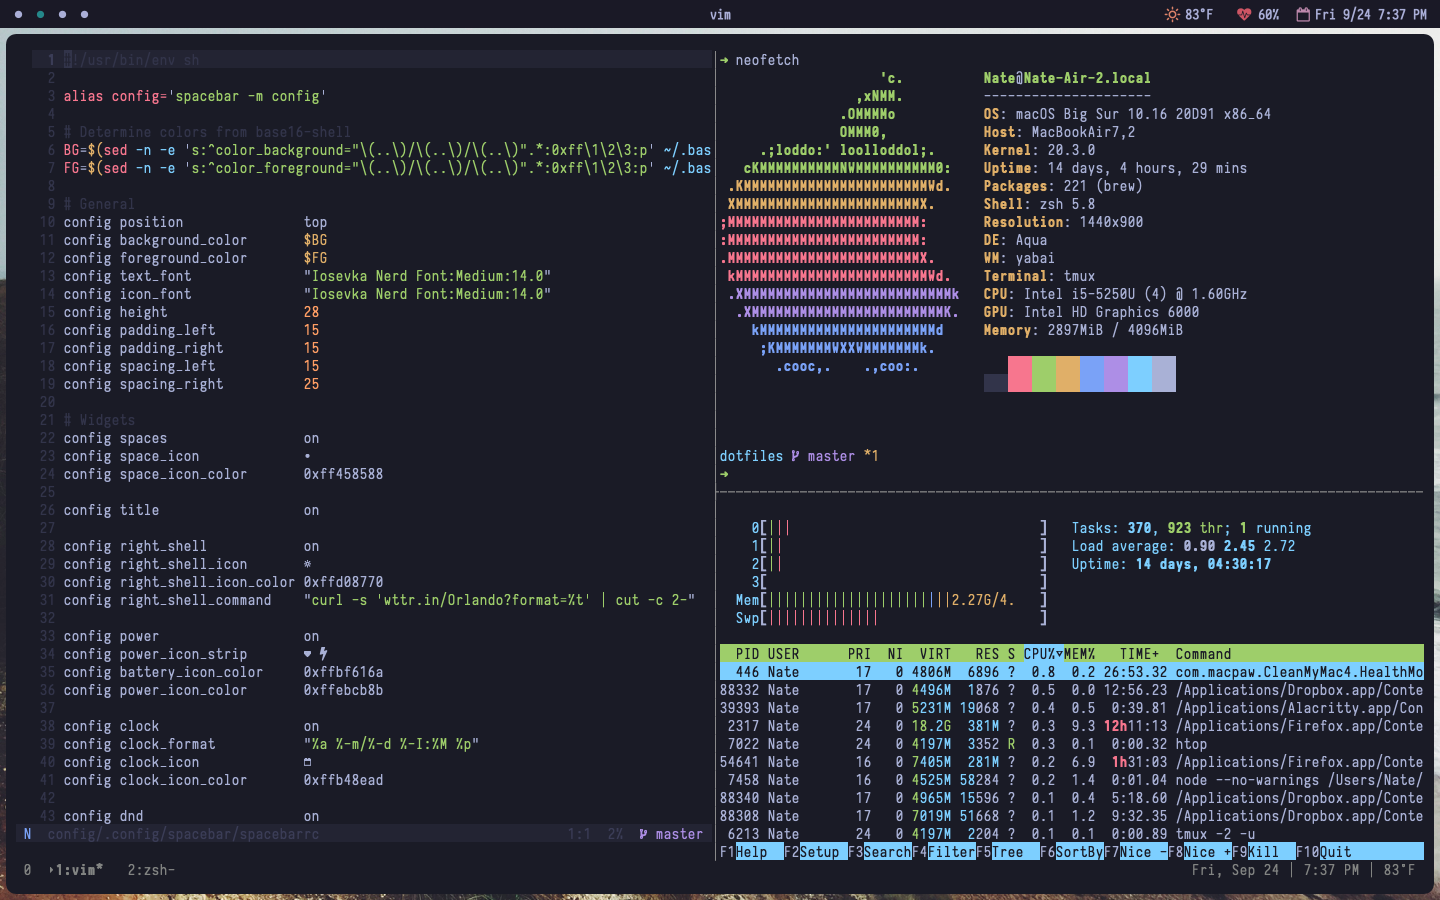 vim
83°F 60% Fri 9/24 7:37 PM
1 #!/usr/bin/env sh
2
3 alias config='spacebar -m config'
4
5 # Determine colors from base16-shell
6 BG=$(sed -n -e 's:^color_background="\(..\)/\(..\)/\(..\)".*:0xff\1\2\3:p' ~/.bas
7 FG=$(sed -n -e 's:^color_foreground="\(..\)/\(..\)/\(..\)".*:0xff\1\2\3:p' ~/.bas
8
9 # General
10 config position top
11 config background_color $BG
12 config foreground_color $FG
13 config text_font "Iosevka Nerd Font:Medium:14.0"
14 config icon_font "Iosevka Nerd Font:Medium:14.0"
15 config height 28
16 config padding_left 15
17 config padding_right 15
18 config spacing_left 15
19 config spacing_right 25
20
21 # Widgets
22 config spaces on
23 config space_icon •
24 config space_icon_color 0xff458588
25
26 config title on
27
28 config right_shell on
29 config right_shell_icon
30 config right_shell_icon_color 0xffd08770
31 config right_shell_command "curl -s 'wttr.in/Orlando?format=%t' | cut -c 2-"
32
33 config power on
34 config power_icon_strip
35 config battery_icon_color 0xffbf616a
36 config power_icon_color 0xffebcb8b
37
38 config clock on
39 config clock_format "%a %-m/%-d %-I:%M %p"
40 config clock_icon
41 config clock_icon_color 0xffb48ead
42
43 config dnd on
N config/.config/spacebar/spacebarrc 1:1 2% master
➜ neofetch
'c.
,xNMM.
.OMMMMo
OMMM0,
.;loddo:' loolloddol;.
cKMMMMMMMMMMNWMMMMMMMMMM0:
.KMMMMMMMMMMMMMMMMMMMMMMMWd.
XMMMMMMMMMMMMMMMMMMMMMMMX.
;MMMMMMMMMMMMMMMMMMMMMMMM:
:MMMMMMMMMMMMMMMMMMMMMMMM:
.MMMMMMMMMMMMMMMMMMMMMMMMX.
kMMMMMMMMMMMMMMMMMMMMMMMMWd.
.XMMMMMMMMMMMMMMMMMMMMMMMMMMk
.XMMMMMMMMMMMMMMMMMMMMMMMMK.
kMMMMMMMMMMMMMMMMMMMMMMd
;KMMMMMMMWXXWMMMMMMMk.
.cooc,. .,coo:.
Nate@Nate-Air-2.local
---------------------
OS: macOS Big Sur 10.16 20D91 x86_64
Host: MacBookAir7,2
Kernel: 20.3.0
Uptime: 14 days, 4 hours, 29 mins
Packages: 221 (brew)
Shell: zsh 5.8
Resolution: 1440x900
DE: Aqua
WM: yabai
Terminal: tmux
CPU: Intel i5-5250U (4) @ 1.60GHz
GPU: Intel HD Graphics 6000
Memory: 2897MiB / 4096MiB
dotfiles master *1
➜
0[||| ]
1[|| ]
2[|| ]
3[ ]
Mem[|||||||||||||||||||||||2.27G/4. ]
Swp[|||||||||||||| ]
Tasks: 370, 923 thr; 1 running
Load average: 0.90 2.45 2.72
Uptime: 14 days, 04:30:17
PID USER PRI NI VIRT RES S CPU%▽MEM% TIME+ Command
446 Nate 17 0 4806M 6896 ? 0.8 0.2 26:53.32 com.macpaw.CleanMyMac4.HealthMo
88332 Nate 17 0 4496M 1876 ? 0.5 0.0 12:56.23 /Applications/Dropbox.app/Conte
39393 Nate 17 0 5231M 19068 ? 0.4 0.5 0:39.81 /Applications/Alacritty.app/Con
2317 Nate 24 0 18.2G 381M ? 0.3 9.3 12h11:13 /Applications/Firefox.app/Conte
7022 Nate 24 0 4197M 3352 R 0.3 0.1 0:00.32 htop
54641 Nate 16 0 7405M 281M ? 0.2 6.9 1h31:03 /Applications/Firefox.app/Conte
7458 Nate 16 0 4525M 58284 ? 0.2 1.4 0:01.04 node --no-warnings /Users/Nate/
88340 Nate 17 0 4965M 15596 ? 0.1 0.4 5:18.60 /Applications/Dropbox.app/Conte
88308 Nate 17 0 7019M 51668 ? 0.1 1.2 9:32.35 /Applications/Dropbox.app/Conte
6213 Nate 24 0 4197M 2204 ? 0.1 0.1 0:00.89 tmux -2 -u
F1Help F2Setup F3SearchF4FilterF5Tree F6SortByF7Nice -F8Nice +F9Kill F10Quit
0 1:vim* 2:zsh- Fri, Sep 24 | 7:37 PM | 83°F